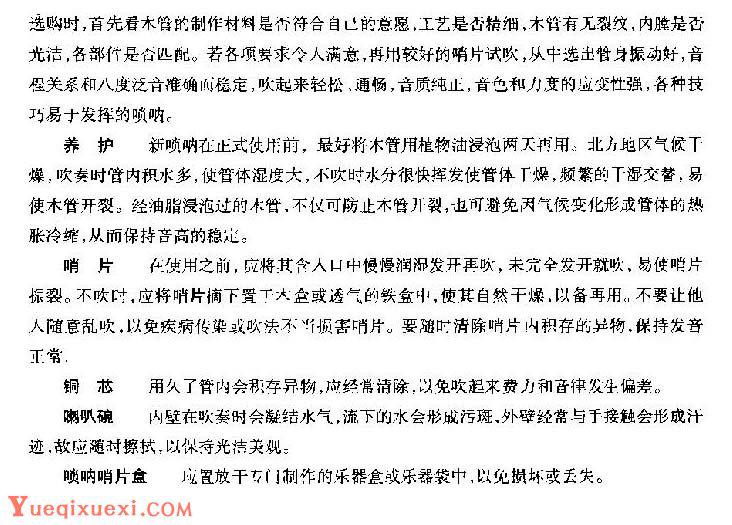 选购时,首先看木管的制作材料是否符合自己的意愿,工艺是否精细,木管有无裂纹,内膛是否
光洁,各部件是否匹配。若各项要求令人满意,再用较好的哨片试吹,从中选出管身振动好,音
程关系和八度泛音准确而稳定,吹起来轻松、通畅,音质纯正,音色和力度的应变性强,各种技
巧易于发挥的唢呐。
养 护 新唢呐在正式使用前,最好将木管用植物油浸泡两天再用。北方地区气候干
燥,吹奏时管内积水多,使管体湿度大,不吹时水分很快挥发使管体干燥,频繁的干湿交替,易
使木管开裂。经油脂浸泡过的木管,不仅可防止木管开裂,也可避免因气候变化形成管体的热
胀冷缩,从而保持音高的稳定。
哨 片 在使用之前,应将其含入口中慢慢润湿发开再吹,未完全发开就吹,易使哨片
振裂。不吹时,应将哨片摘下置于木盒或透气的铁盒中,使其自然干燥,以备再用。不要让他
人随意乱吹,以免疾病传染或吹法不当损害哨片。要随时清除哨片内积存的异物,保持发音
正常.
铜 芯 用久了管内会积存异物,应经常清除,以免吹起来费力和音律发生偏差。
喇叭碗 内壁在吹奏时会凝结水气,流下的水会形成污斑,外壁经常与手接触会形成汗
迹,故应随时擦拭,以保持光洁美观。
唢呐哨片盒 应置放于专门制作的乐器盒或乐器袋中,以免损坏或丢失。
Yueqixuexi.com